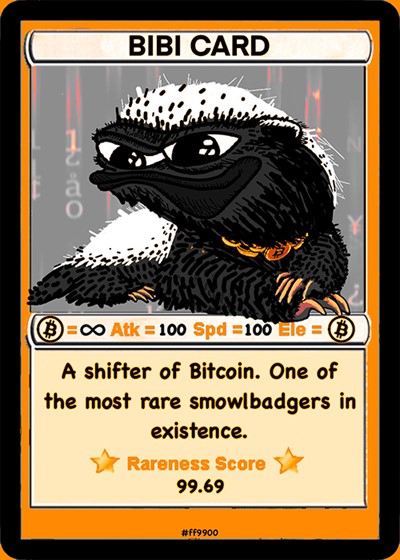 BIBI CARD
= ∞ Atk = 100 Spd = 100 Ele =
A shifter of Bitcoin. One of
the most rare smowlbadgers in
existence.
Rareness Score
99.69
#ff9900